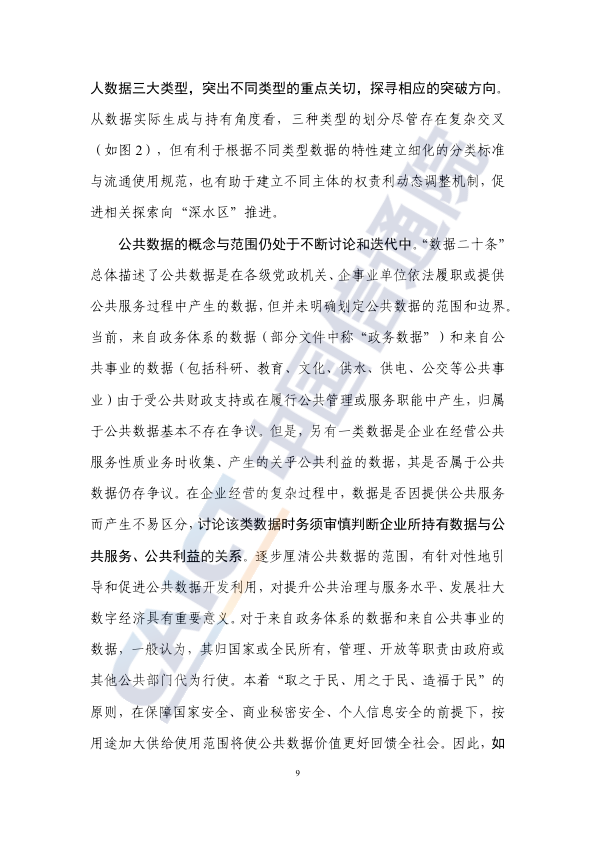 人数据三大类型，突出不同类型的重点关切，探寻相应的突破方向。
从数据实际生成与持有角度看，三种类型的划分尽管存在复杂交叉
（如图 2），但有利于根据不同类型数据的特性建立细化的分类标准
与流通使用规范，也有助于建立不同主体的权责利动态调整机制，促
进相关探索向“深水区”推进。
公共数据的概念与范围仍处于不断讨论和迭代中。“数据二十条”
总体描述了公共数据是在各级党政机关、企事业单位依法履职或提供
公共服务过程中产生的数据，但并未明确划定公共数据的范围和边界。
当前，来自政务体系的数据（部分文件中称“政务数据”）和来自公
共事业的数据（包括科研、教育、文化、供水、供电、公交等公共事
业）由于受公共财政支持或在履行公共管理或服务职能中产生，归属
于公共数据基本不存在争议。但是，另有一类数据是企业在经营公共
服务性质业务时收集、产生的关乎公共利益的数据，其是否属于公共
数据仍存争议。在企业经营的复杂过程中，数据是否因提供公共服务
而产生不易区分，讨论该类数据时务须审慎判断企业所持有数据与公
共服务、公共利益的关系。逐步厘清公共数据的范围，有针对性地引
导和促进公共数据开发利用，对提升公共治理与服务水平、发展壮大
数字经济具有重要意义。对于来自政务体系的数据和来自公共事业的
数据，一般认为，其归国家或全民所有，管理、开放等职责由政府或
其他公共部门代为行使。本着“取之于民、用之于民、造福于民”的
原则，在保障国家安全、商业秘密安全、个人信息安全的前提下，按
用途加大供给使用范围将使公共数据价值更好回馈全社会。因此，如
9
CAICT 中国信通院